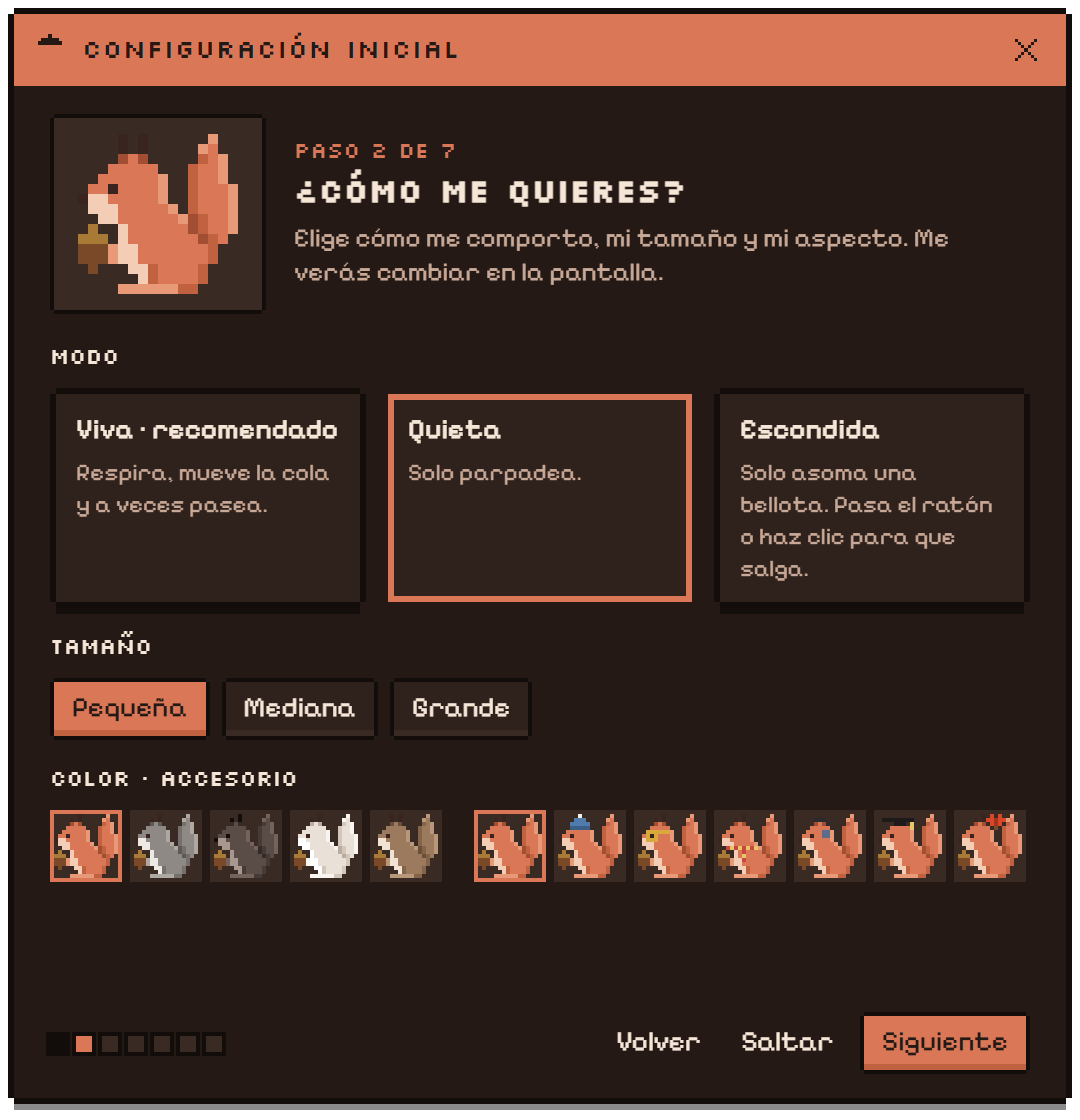 CONFIGURACIÓN INICIAL
PASO 2 DE 7
¿CÓMO ME QUIERES?
Elige cómo me comporto, mi tamaño y mi aspecto. Me
verás cambiar en la pantalla.
MODO
Viva · recomendado
Respira, mueve la cola
y a veces pasea.
Quieta
Solo parpadea.
Escondida
Solo asoma una
bellota. Pasa el ratón
o haz clic para que
salga.
TAMAÑO
Pequeña
Mediana
Grande
COLOR · ACCESORIO
Volver
Saltar
Siguiente